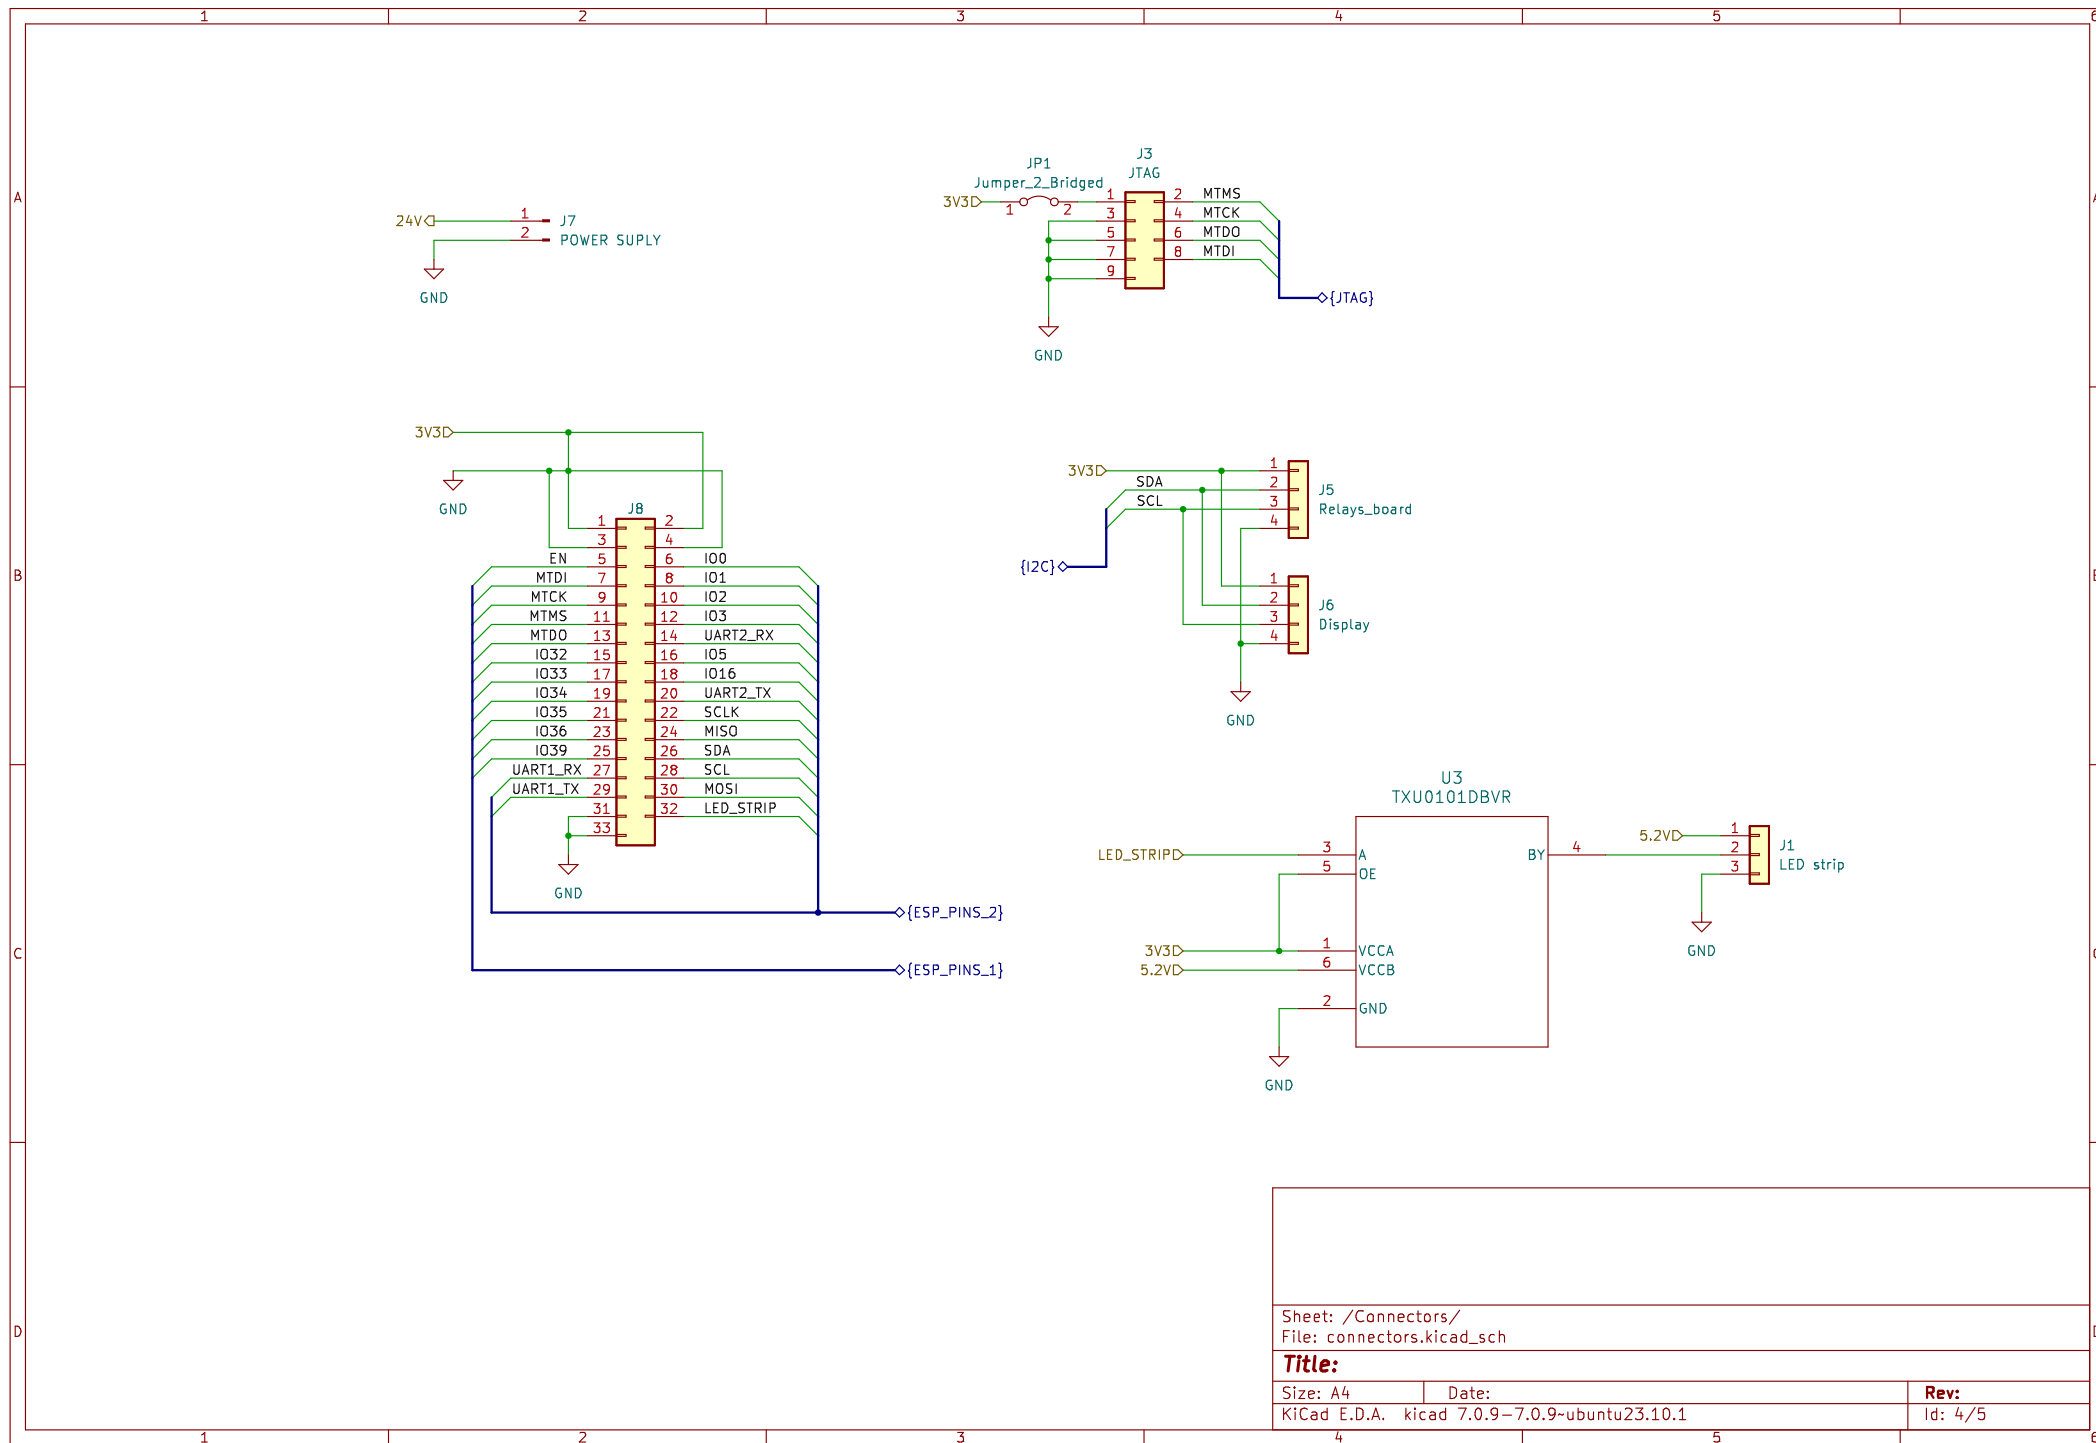 1 2 3 4 5 6
A
B
C
D
24V
1
2
J7
POWER SUPLY
GND
JP1
Jumper_2_Bridged
3V3
1 2
J3
JTAG
1 2 MTMS
3 4 MTCK
5 6 MTDO
7 8 MTDI
9
{JTAG}
GND
3V3
GND
J8
1 2
3 4
EN 5 6 IO0
MTDI 7 8 IO1
MTCK 9 10 IO2
MTMS 11 12 IO3
MTDO 13 14 UART2_RX
IO32 15 16 IO5
IO33 17 18 IO16
IO34 19 20 UART2_TX
IO35 21 22 SCLK
IO36 23 24 MISO
IO39 25 26 SDA
UART1_RX 27 28 SCL
UART1_TX 29 30 MOSI
31 32 LED_STRIP
33
GND
{ESP_PINS_2}
{ESP_PINS_1}
3V3
SDA
SCL
{I2C}
1
2
3
4
J5
Relays_board
1
2
3
4
J6
Display
GND
U3
TXU0101DBVR
LED_STRIP 3 A
5 OE
3V3 1 VCCA
5.2V 6 VCCB
2 GND
BY 4
GND
5.2V 1
2
3
J1
LED strip
GND
Sheet: /Connectors/
File: connectors.kicad_sch
Title:
Size: A4 Date: Rev:
KiCad E.D.A. kicad 7.0.9-7.0.9~ubuntu23.10.1 Id: 4/5
1 2 3 4 5 6